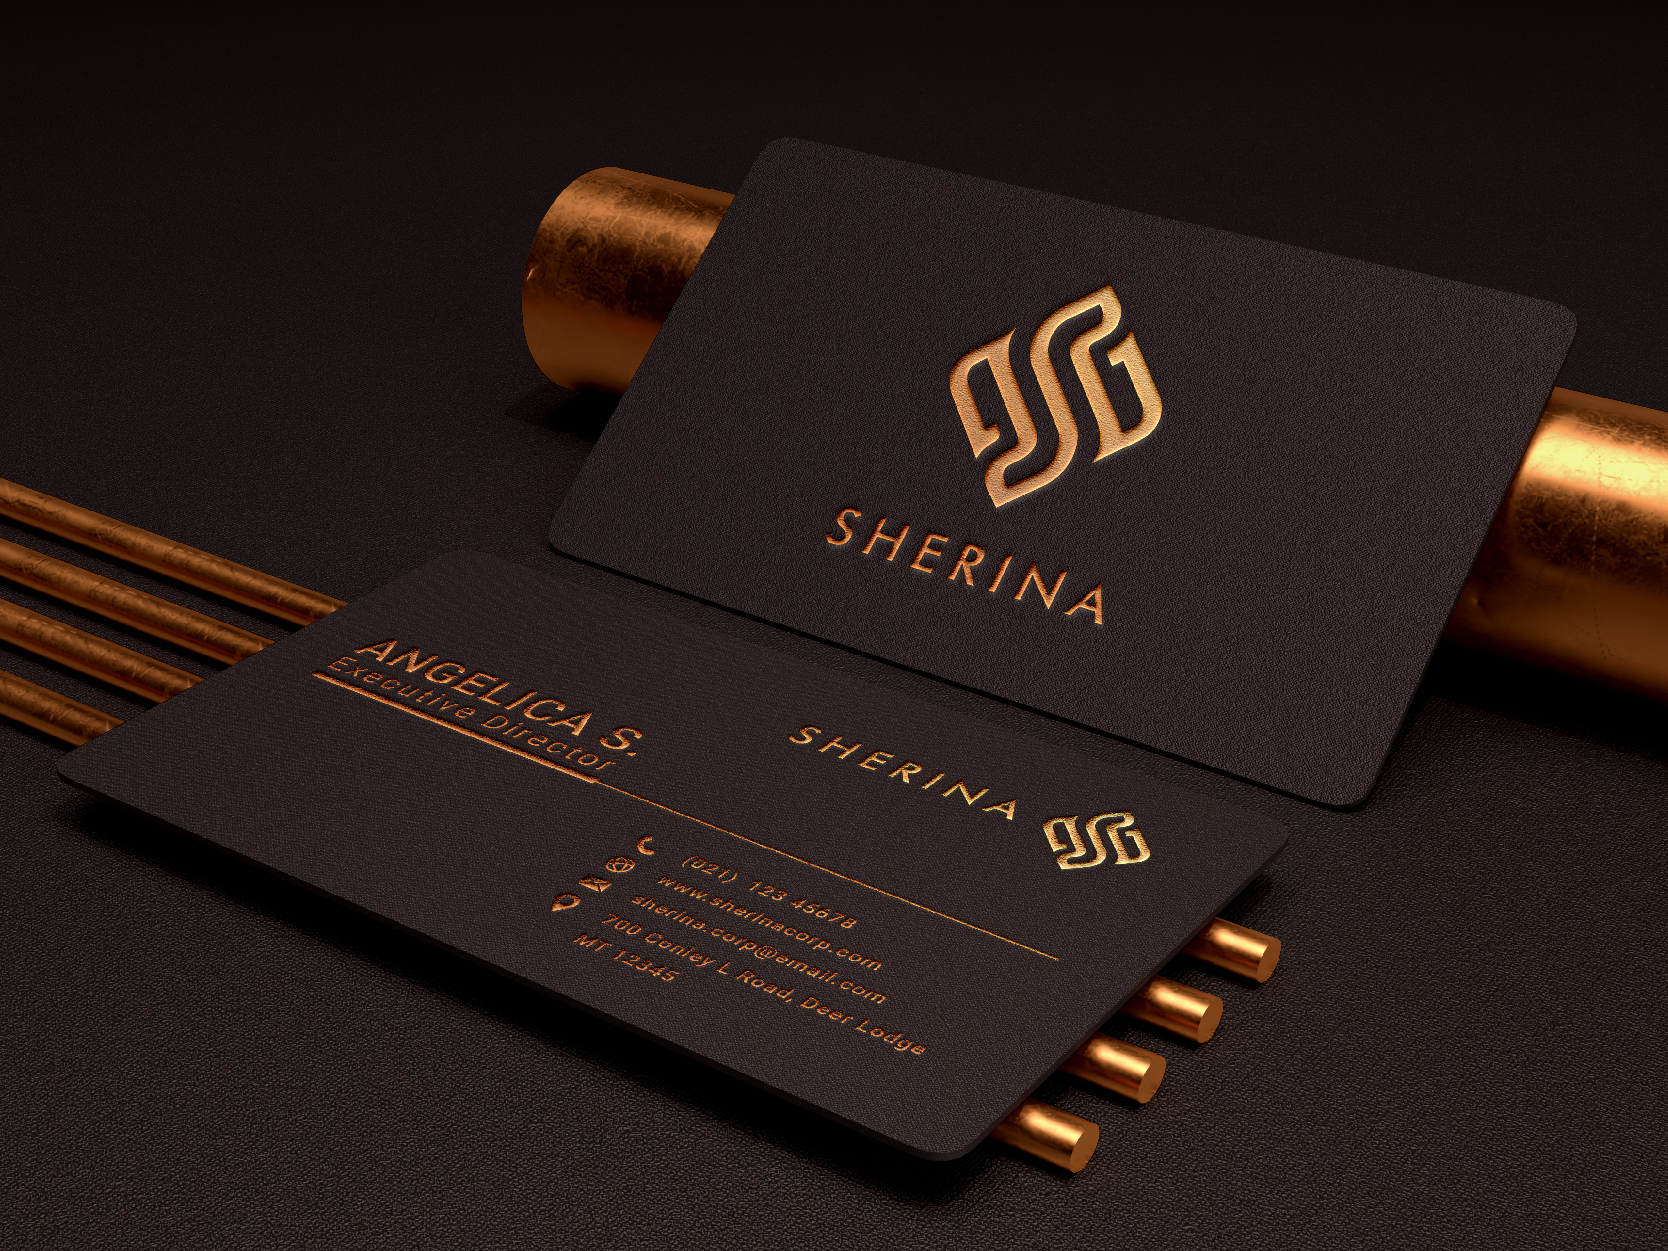 SHERINA
ANGELICA S.
Executive Director
SHERINA
(021) 123 45678
www.sherinacorp.com
sherina.corp@email.com
700 Conley L Road, Deer Lodge
MT 12345